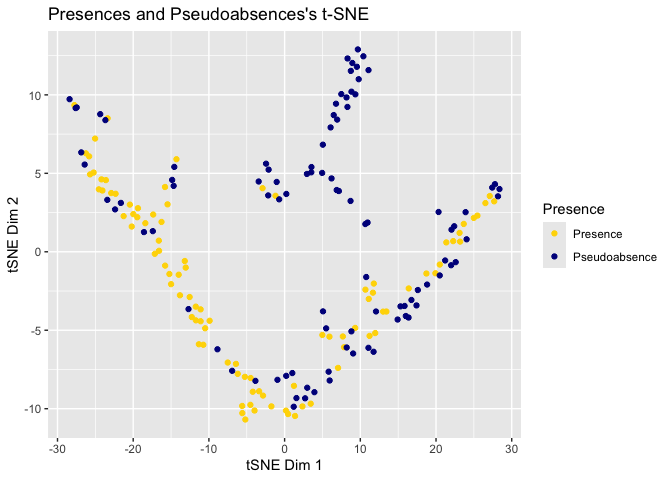 Presences and Pseudoabsences's t-SNE
10
5
0
-5
-10
tSNE Dim 2
-30
-20
-10
0
10
20
30
tSNE Dim 1
Presence
Presence
Pseudoabsence